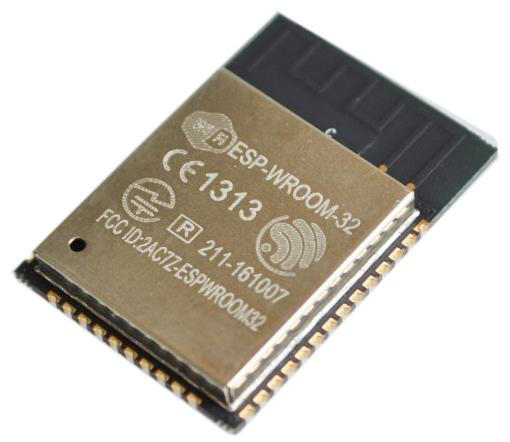 ESP-WROOM-32
CE1313
R 211-161007
FCC ID:2AC7Z-ESPWROOM32